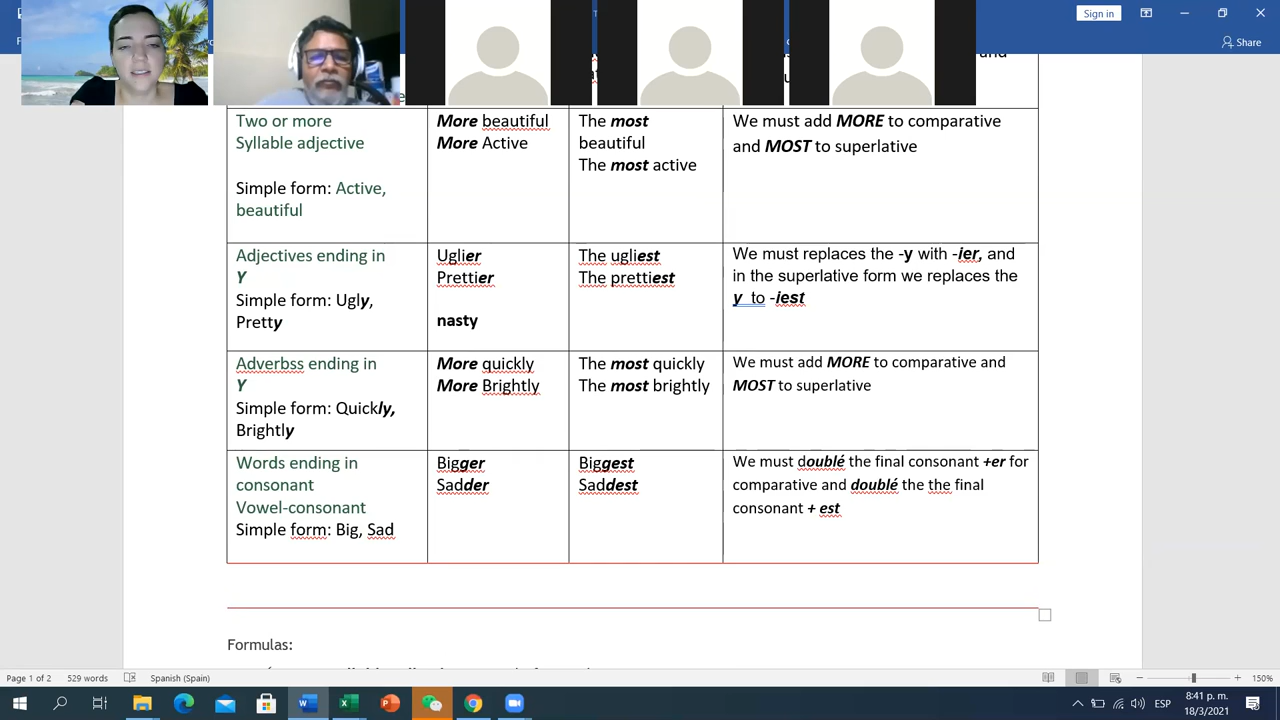 Sign in
Share
and
Two or more
Syllable adjective
Simple form: Active,
beautiful
More beautiful
More Active
The most
beautiful
The most active
We must add MORE to comparative
and MOST to superlative
Adjectives ending in
Y
Simple form: Ugly,
Pretty
Uglier
Prettier
nasty
The ugliest
The prettiest
We must replaces the -y with -ier, and
in the superlative form we replaces the
y to -iest
Adverbss ending in
Y
Simple form: Quickly,
Brightly
More quickly
More Brightly
The most quickly
The most brightly
We must add MORE to comparative and
MOST to superlative
Words ending in
consonant
Vowel-consonant
Simple form: Big, Sad
Bigger
Sadder
Biggest
Saddest
We must doublé the final consonant +er for
comparative and doublé the the final
consonant + est
Formulas:
Page 1 of 2 529 words Spanish (Spain) 150%
ESP
8:41 p. m.
18/3/2021